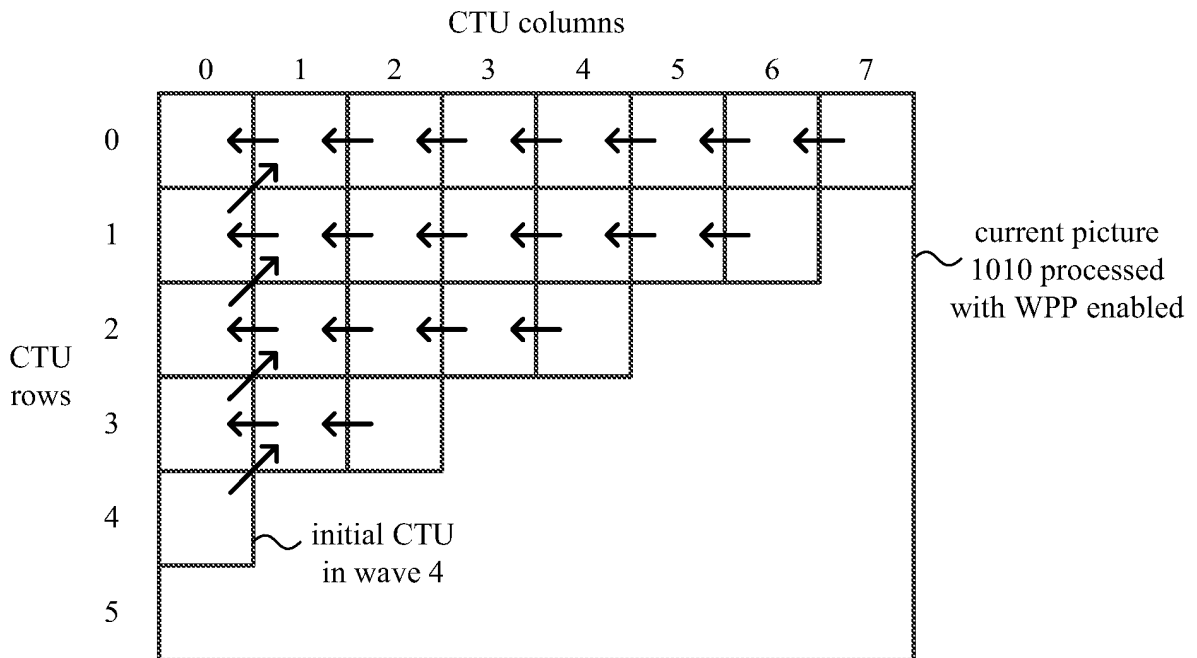 CTU columns
0 1 2 3 4 5 6 7
0
1
current picture
1010 processed
with WPP enabled
2
CTU
rows
3
4
initial CTU
in wave 4
5